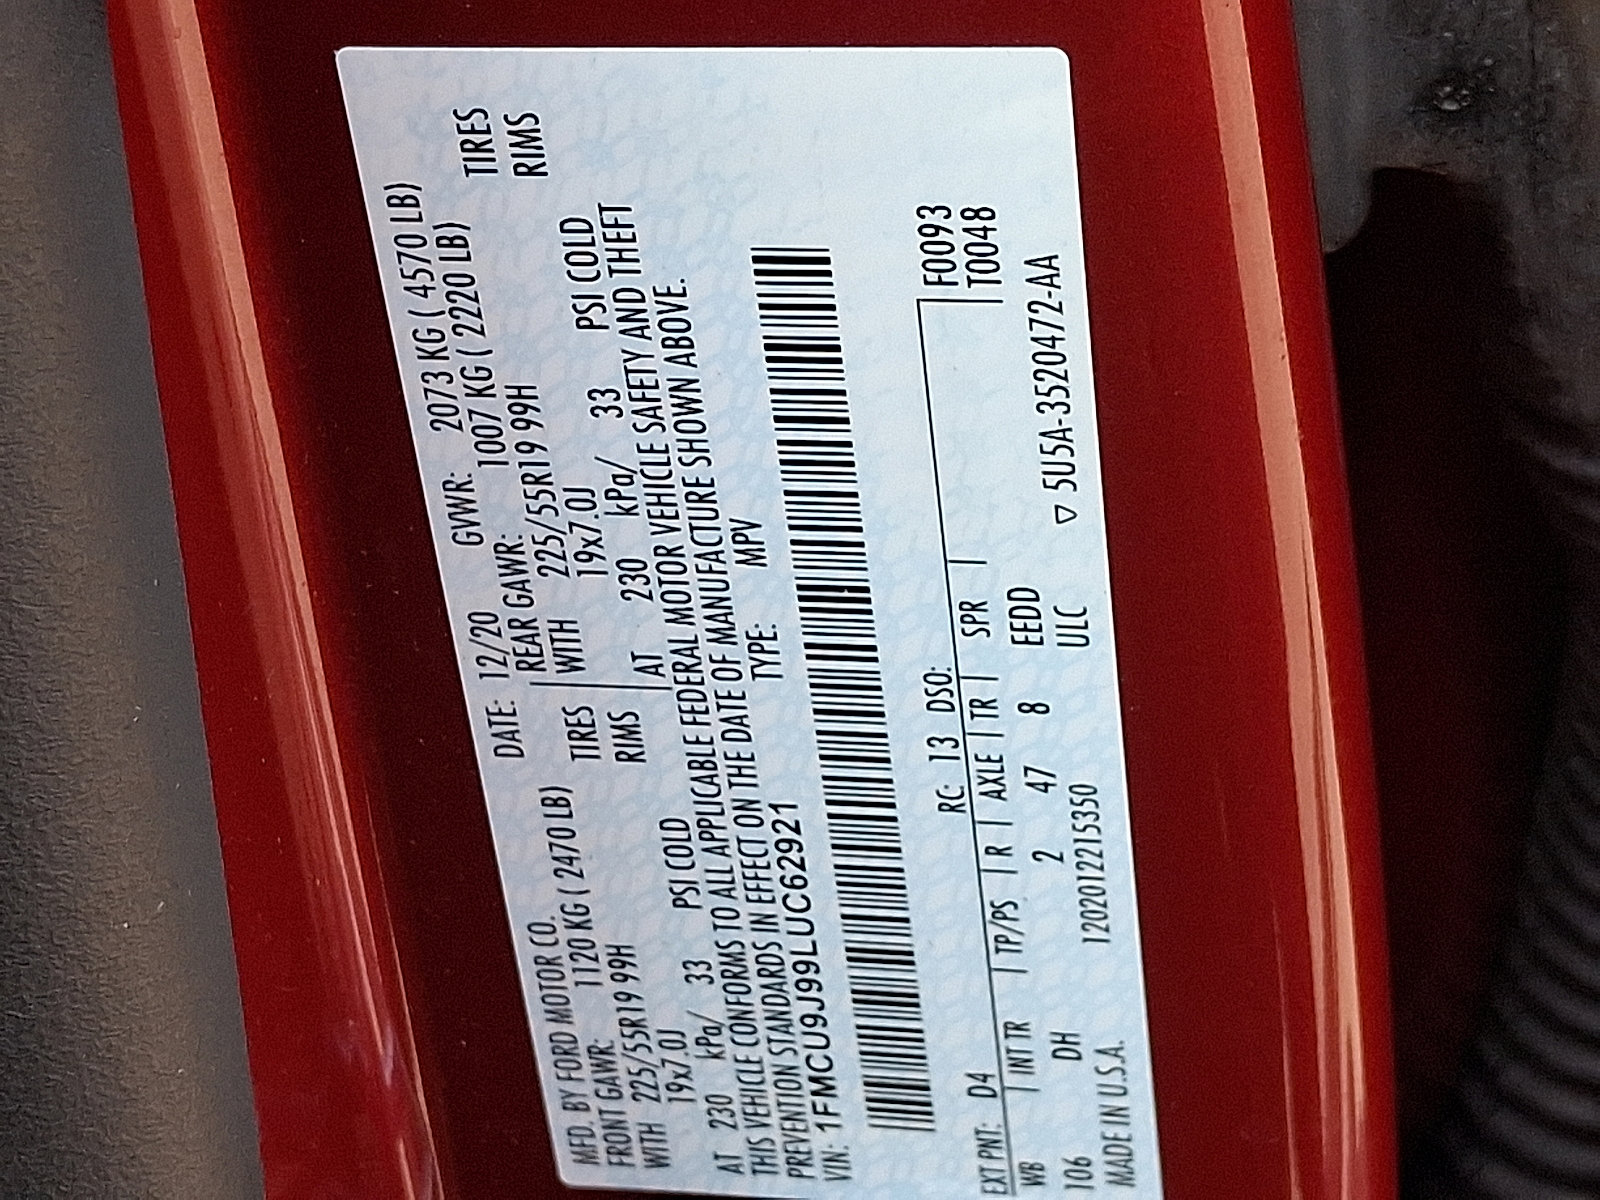 MFD. BY FORD MOTOR CO. DATE: 12/20 GVWR: 2073 KG ( 4570 LB)
FRONT GAWR: 1120 KG ( 2470 LB) REAR GAWR: 1007 KG ( 2220 LB)
WITH 225/55R19 99H TIRES WITH 225/55R19 99H TIRES
19x7.0J RIMS 19x7.0J RIMS
AT 230 kPa/ 33 PSI COLD AT 230 kPa/ 33 PSI COLD
THIS VEHICLE CONFORMS TO ALL APPLICABLE FEDERAL MOTOR VEHICLE SAFETY AND THEFT
PREVENTION STANDARDS IN EFFECT ON THE DATE OF MANUFACTURE SHOWN ABOVE.
VIN: 1FMCU9J99LUC62921 TYPE: MPV
F0093
EXT PNT: D4 RC: 13 DSO: T0048
WB | INT TR | TP/PS | R | AXLE | TR | SPR |
106 DH 2 47 8 EEDD
MADE IN U.S.A. 12020122215350 ULC ▽ 5U5A-3520472-AA